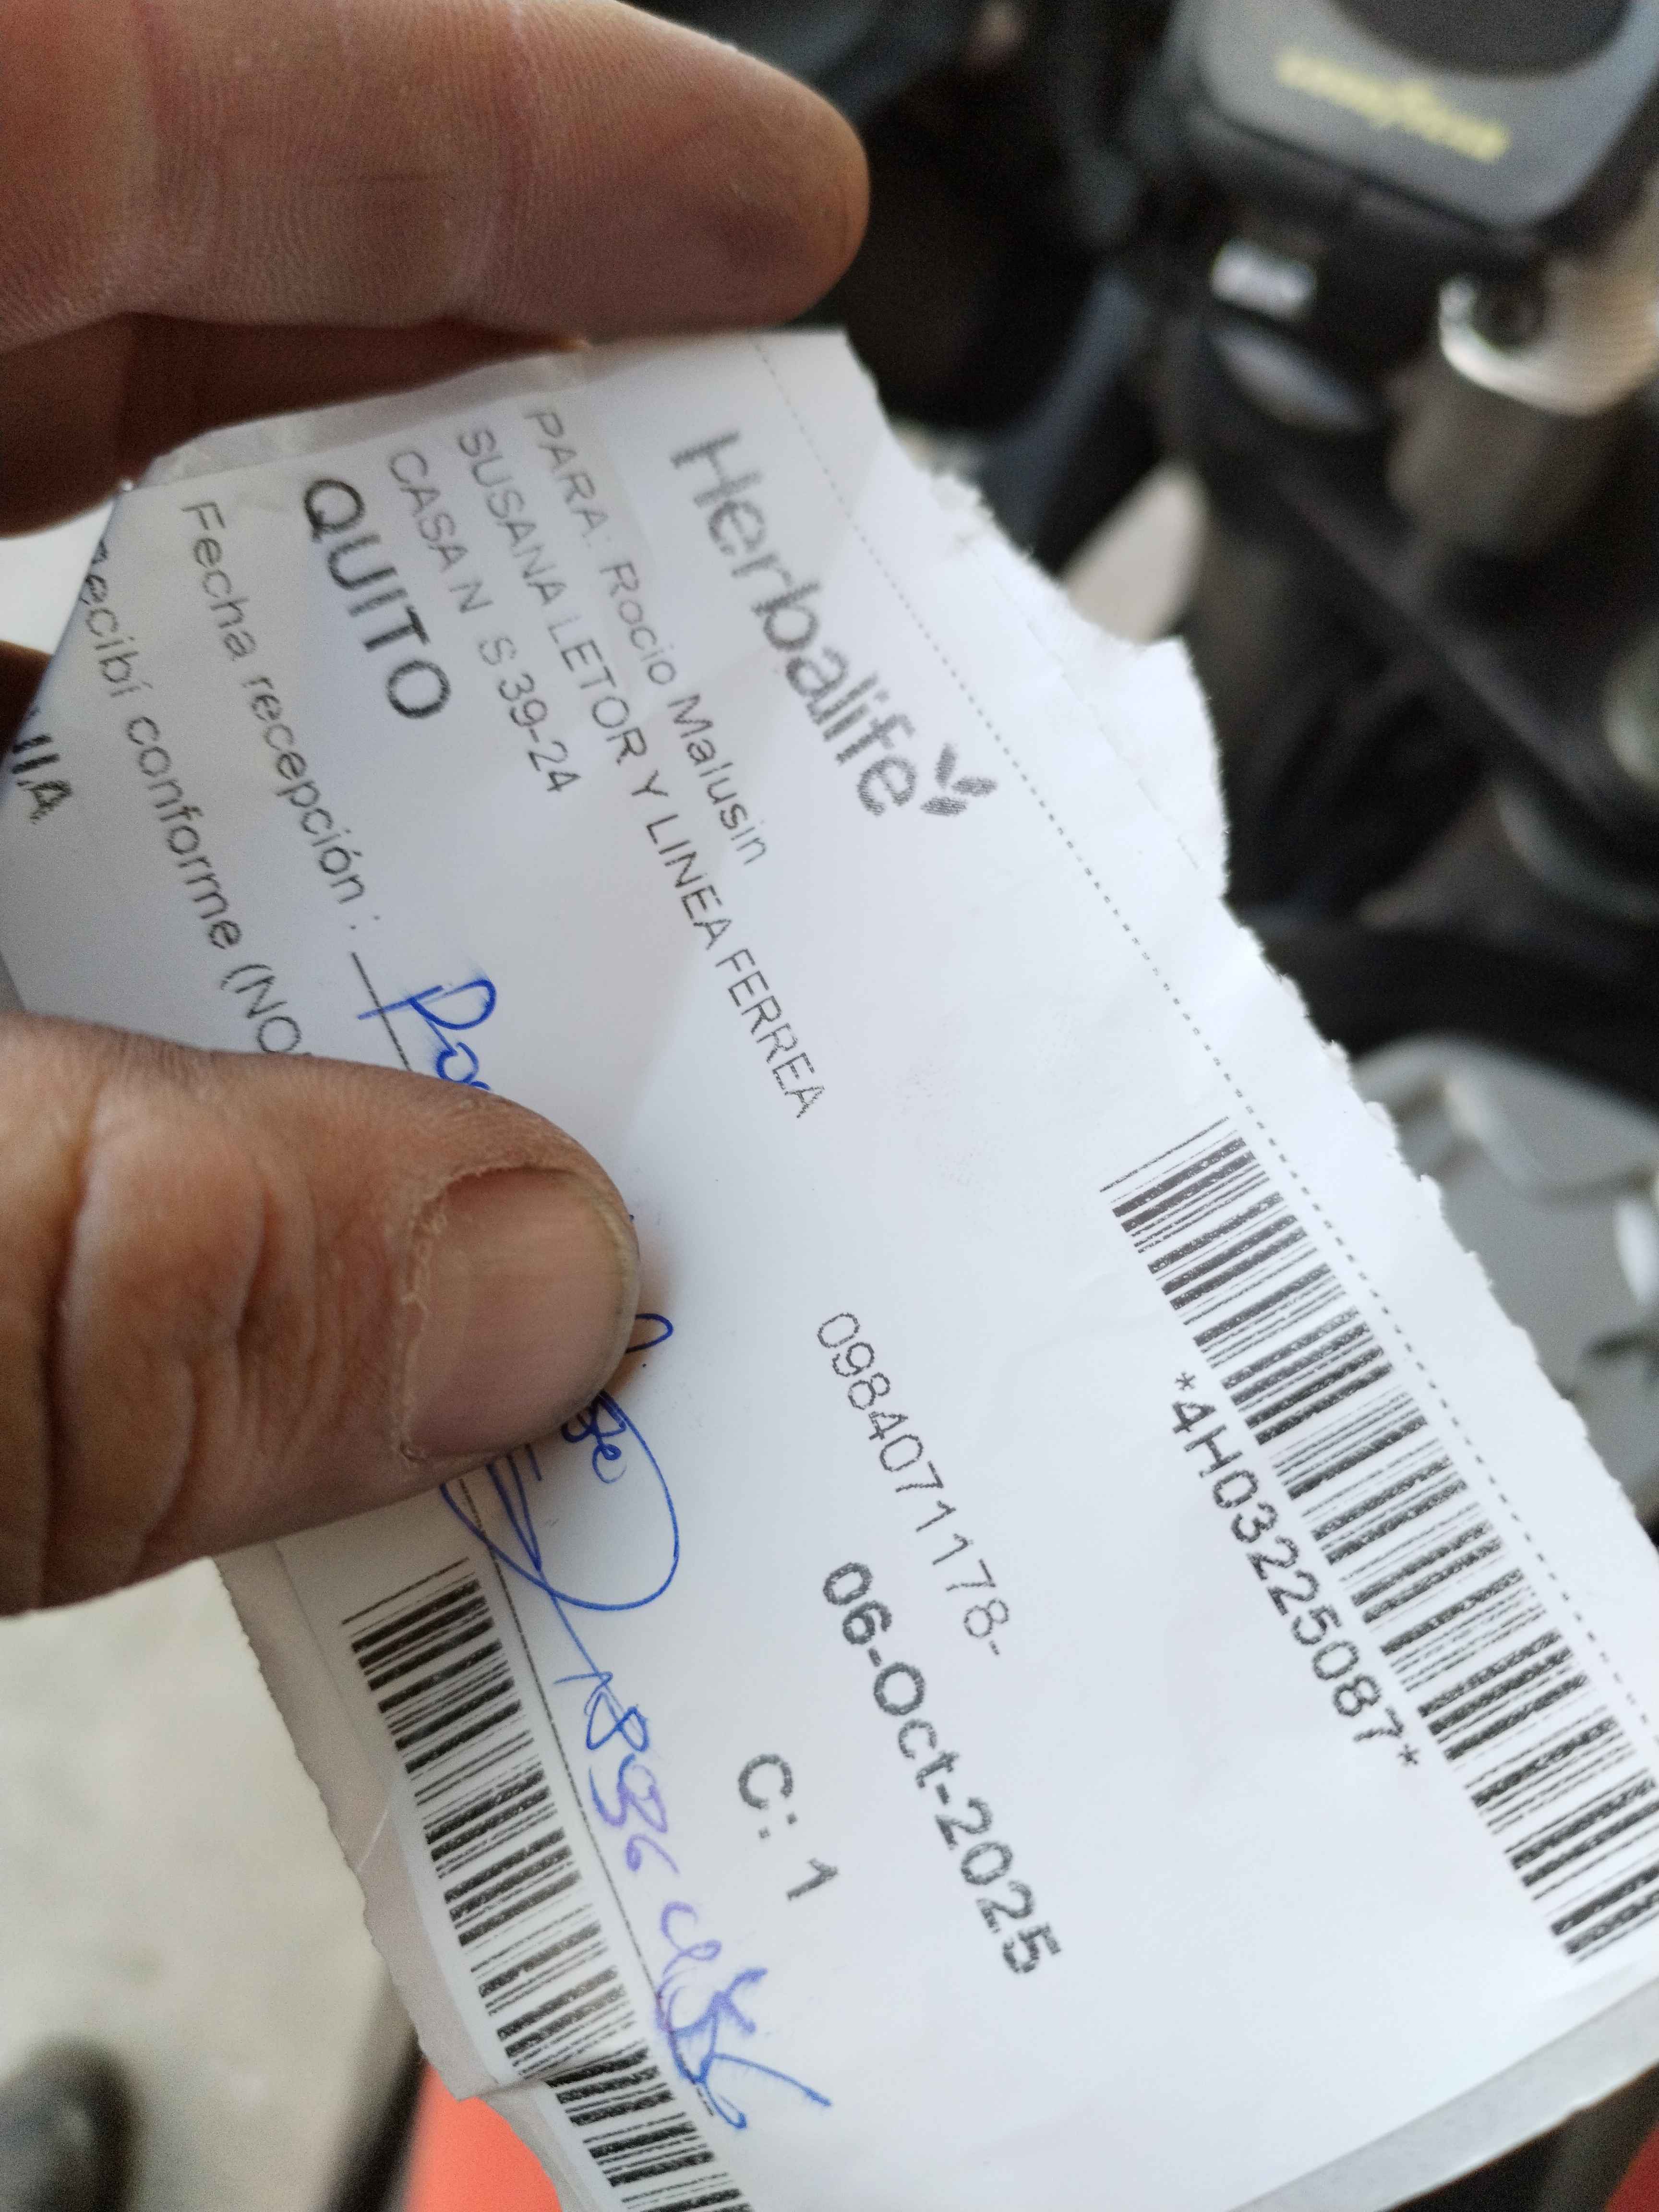 Herbalife
PARA: Rocio Malusin
SUSANA LETOR Y LINEA FERREA
CASA N S 39-24
QUITO
0984071178-
06-Oct-2025
C: 1
*4H03225087*
Fecha recepción :
Recibí conforme (NO